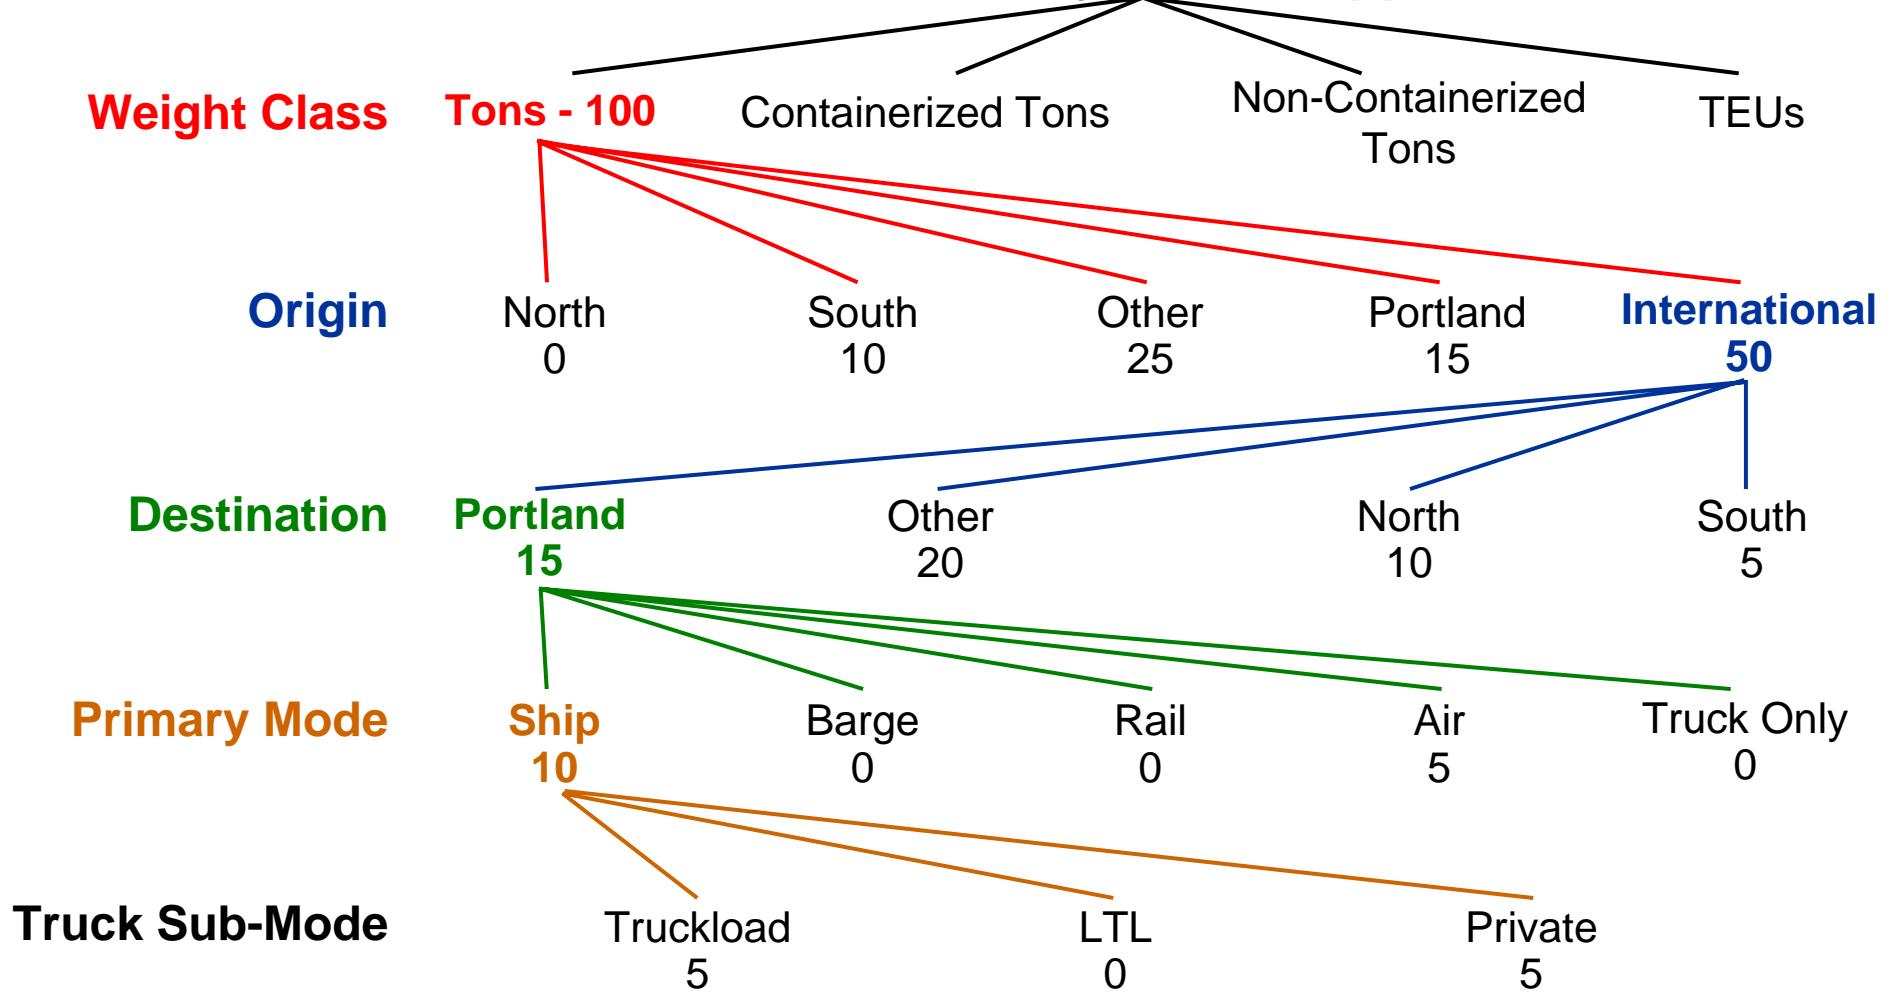 Weight Class
Tons - 100
Containerized Tons
Non-Containerized
Tons
TEUs
Origin
North
0
South
10
Other
25
Portland
15
International
50
Destination
Portland
15
Other
20
North
10
South
5
Primary Mode
Ship
10
Barge
0
Rail
0
Air
5
Truck Only
0
Truck Sub-Mode
Truckload
5
LTL
0
Private
5